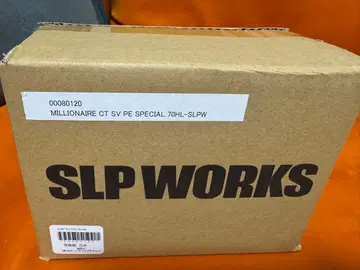 00080120
MILLIONAIRE CT SV PE SPECIAL 70HL-SLPW
SLP WORKS